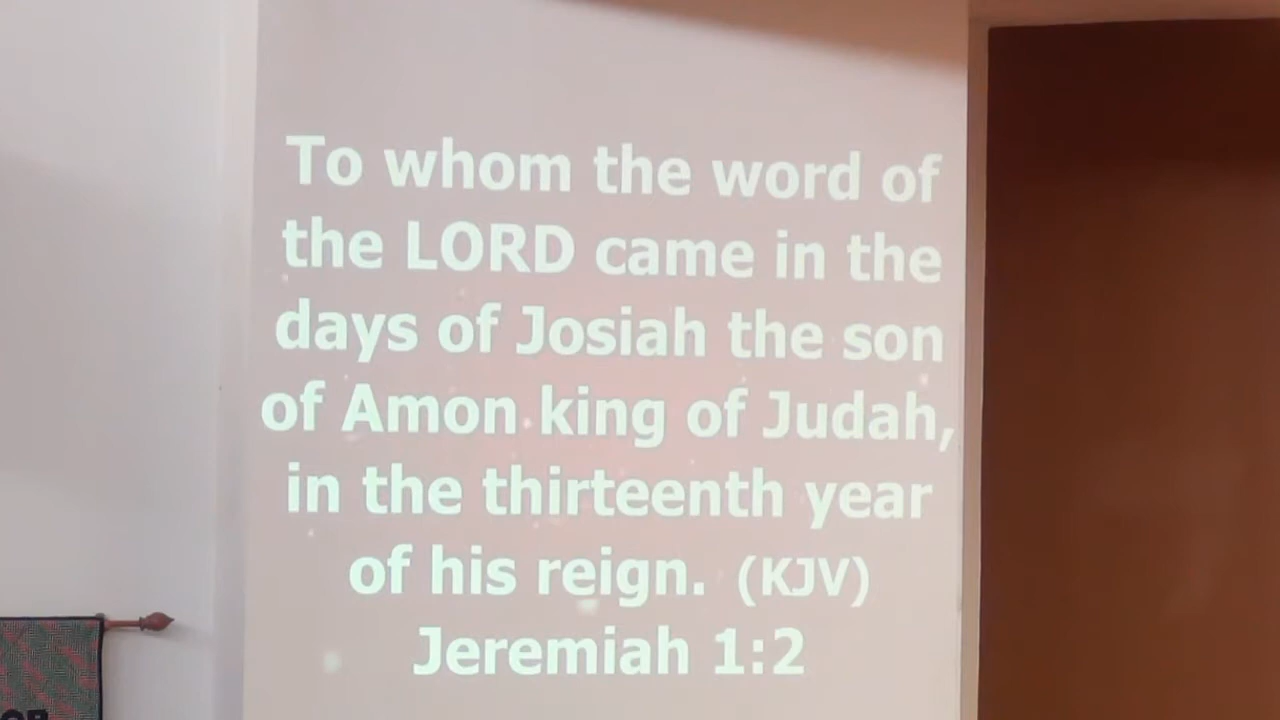 To whom the word of
the LORD came in the
days of Josiah the son
of Amon king of Judah,
in the thirteenth year
of his reign. (KJV)
Jeremiah 1:2